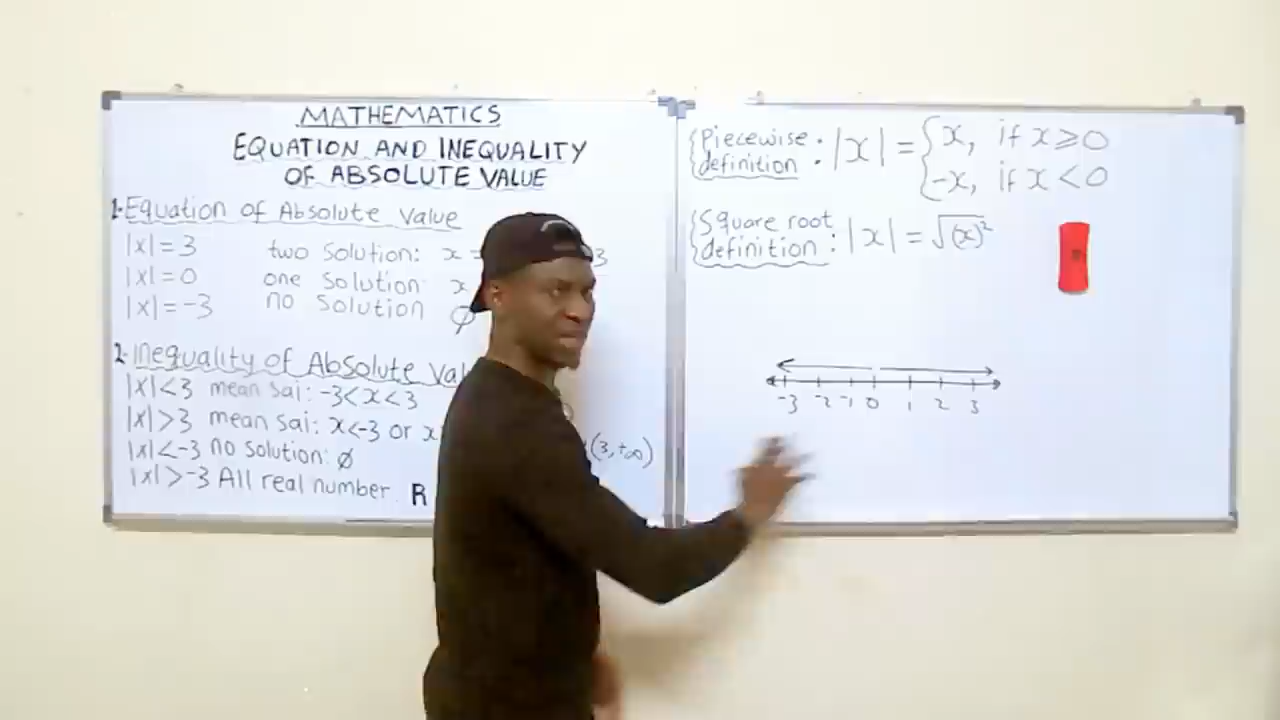 MATHEMATICS
EQUATION AND INEQUALITY
OF ABSOLUTE VALUE
1. Equation of Absolute Value
|x| = 3 two solution: x = 3
|x| = 0 one solution x
|x| = -3 no solution ∅
2. Inequality of Absolute Val
|x| < 3 mean sai: -3 < x < 3
|x| > 3 mean sai: x < -3 or x (3, +∞)
|x| < -3 no solution: ∅
|x| > -3 All real number R
Piecewise definition : |x| = { x, if x ⩾ 0
-x, if x < 0
Square root
definition : |x| = √(x)²
-3 -2 -1 0 1 2 3